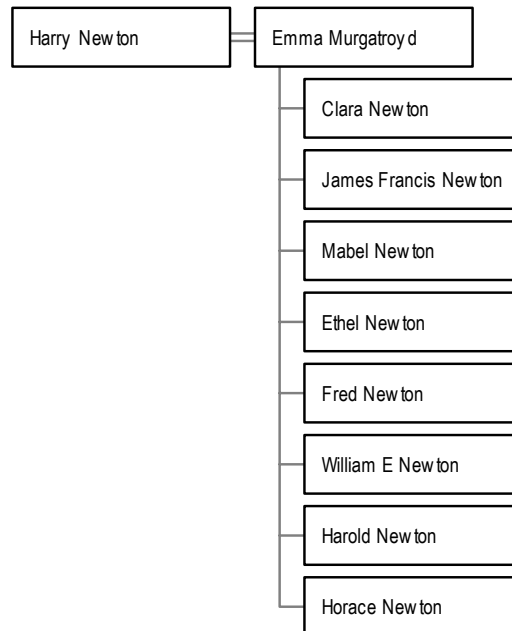 Harry Newton
Emma Murgatroyd
Clara Newton
James Francis Newton
Mabel Newton
Ethel Newton
Fred Newton
William E Newton
Harold Newton
Horace Newton